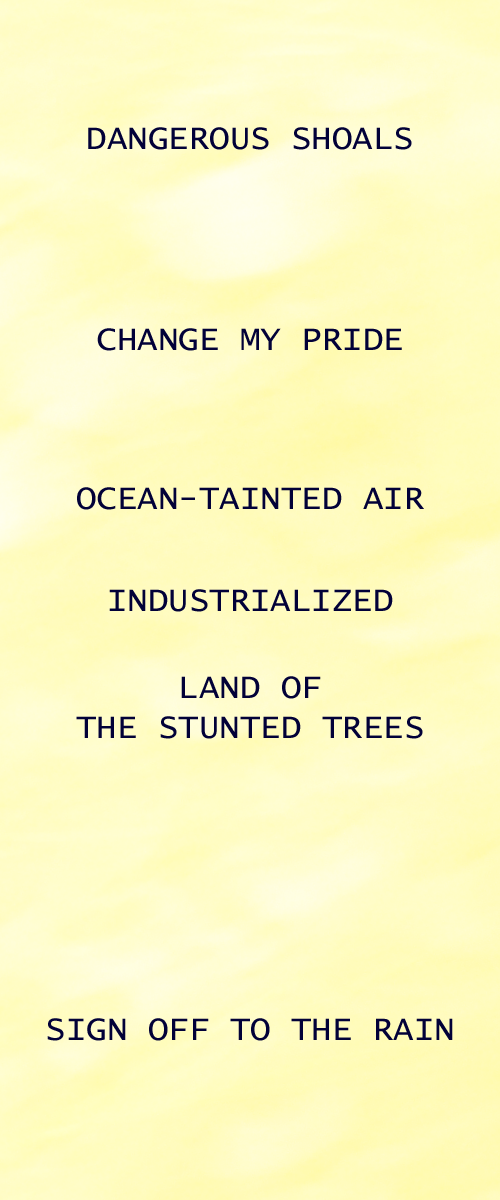 DANGEROUS SHOALS
CHANGE MY PRIDE
OCEAN-TAINTED AIR
INDUSTRIALIZED
LAND OF
THE STUNTED TREES
SIGN OFF TO THE RAIN